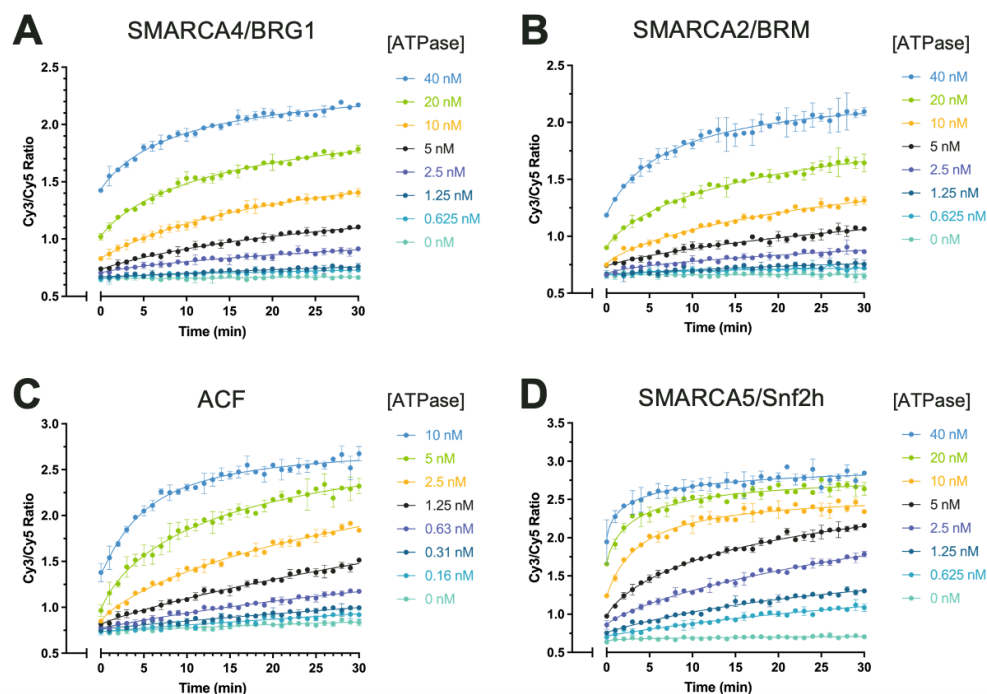 A
SMARCA4/BRG1
[ATPase]
2.5
2.0
1.5
1.0
0.5
Cy3/Cy5 Ratio
0 5 10 15 20 25 30
Time (min)
40 nM
20 nM
10 nM
5 nM
2.5 nM
1.25 nM
0.625 nM
0 nM
B
SMARCA2/BRM
[ATPase]
2.5
2.0
1.5
1.0
0.5
Cy3/Cy5 Ratio
0 5 10 15 20 25 30
Time (min)
40 nM
20 nM
10 nM
5 nM
2.5 nM
1.25 nM
0.625 nM
0 nM
C
ACF
[ATPase]
3.0
2.5
2.0
1.5
1.0
0.5
Cy3/Cy5 Ratio
0 5 10 15 20 25 30
Time (min)
10 nM
5 nM
2.5 nM
1.25 nM
0.63 nM
0.31 nM
0.16 nM
0 nM
D
SMARCA5/Snf2h
[ATPase]
3.5
3.0
2.5
2.0
1.5
1.0
0.5
Cy3/Cy5 Ratio
0 5 10 15 20 25 30
Time (min)
40 nM
20 nM
10 nM
5 nM
2.5 nM
1.25 nM
0.625 nM
0 nM